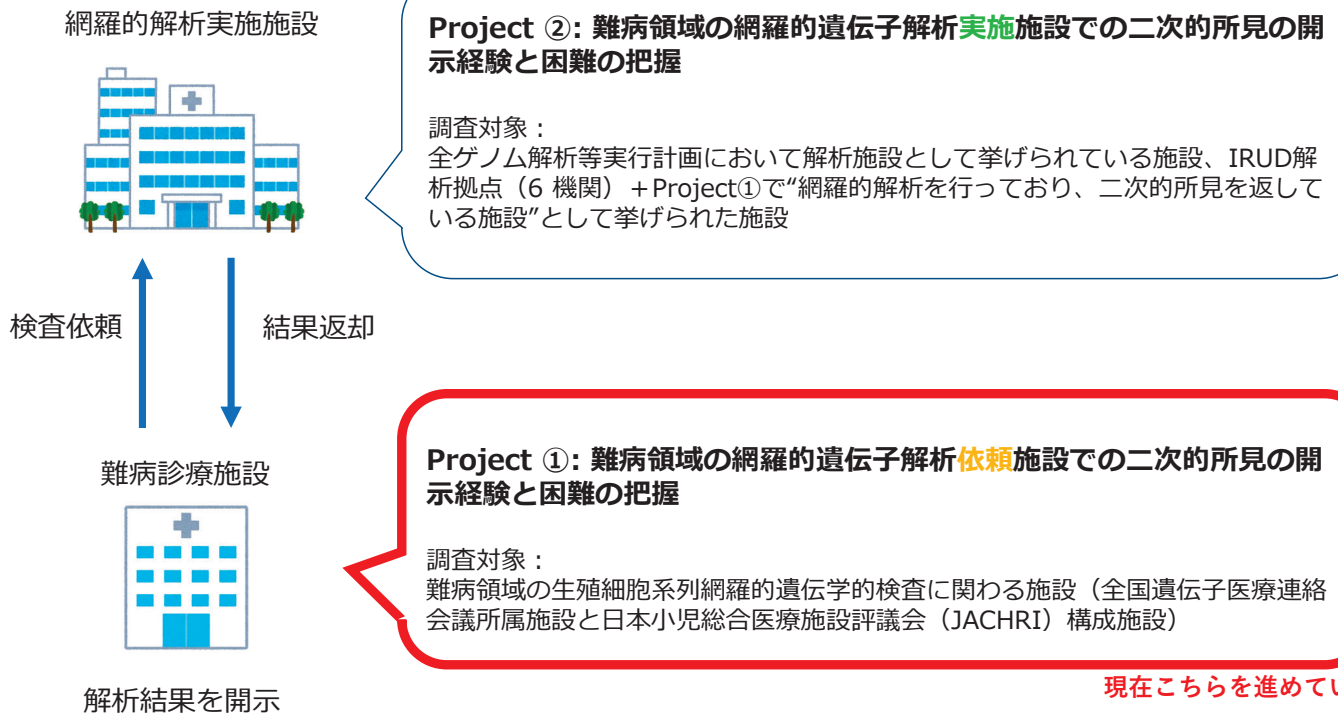 網羅的解析実施施設
Project ②: 難病領域の網羅的遺伝子解析実施施設での二次的所見の開
示経験と困難の把握
調査対象：
全ゲノム解析等実行計画において解析施設として挙げられている施設、IRUD解
析拠点（6 機関）＋Project①で“網羅的解析を行っており、二次的所見を返して
いる施設”として挙げられた施設
検査依頼
結果返却
難病診療施設
Project ①: 難病領域の網羅的遺伝子解析依頼施設での二次的所見の開
示経験と困難の把握
調査対象：
難病領域の生殖細胞系列網羅的遺伝学的検査に関わる施設（全国遺伝子医療連絡
会議所属施設と日本小児総合医療施設評議会（JACHRI）構成施設）
現在こちらを進めてい
解析結果を開示